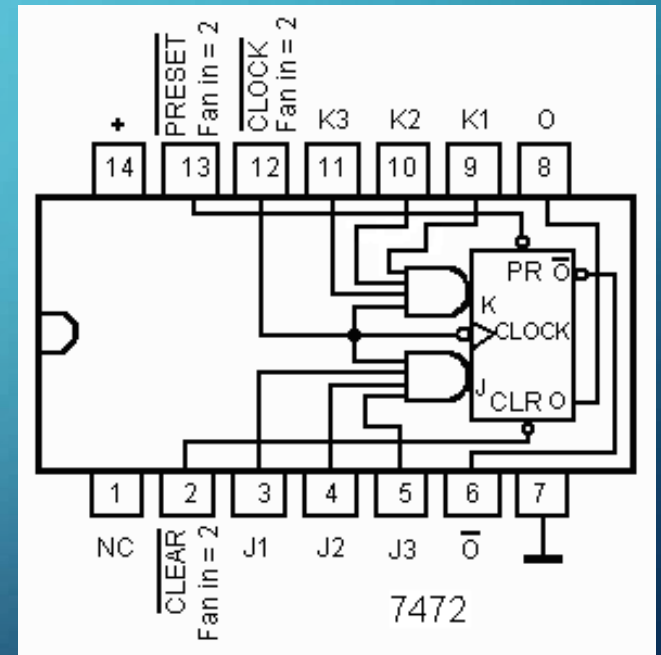 PRESET
Fan in = 2
CLOCK
Fan in = 2
+ K3 K2 K1 O
14 13 12 11 10 9 8
PR O̅
K
CLOCK
J
CLR O
1 2 3 4 5 6 7
NC
CLEAR
Fan in = 2
J1 J2 J3 O̅
7472